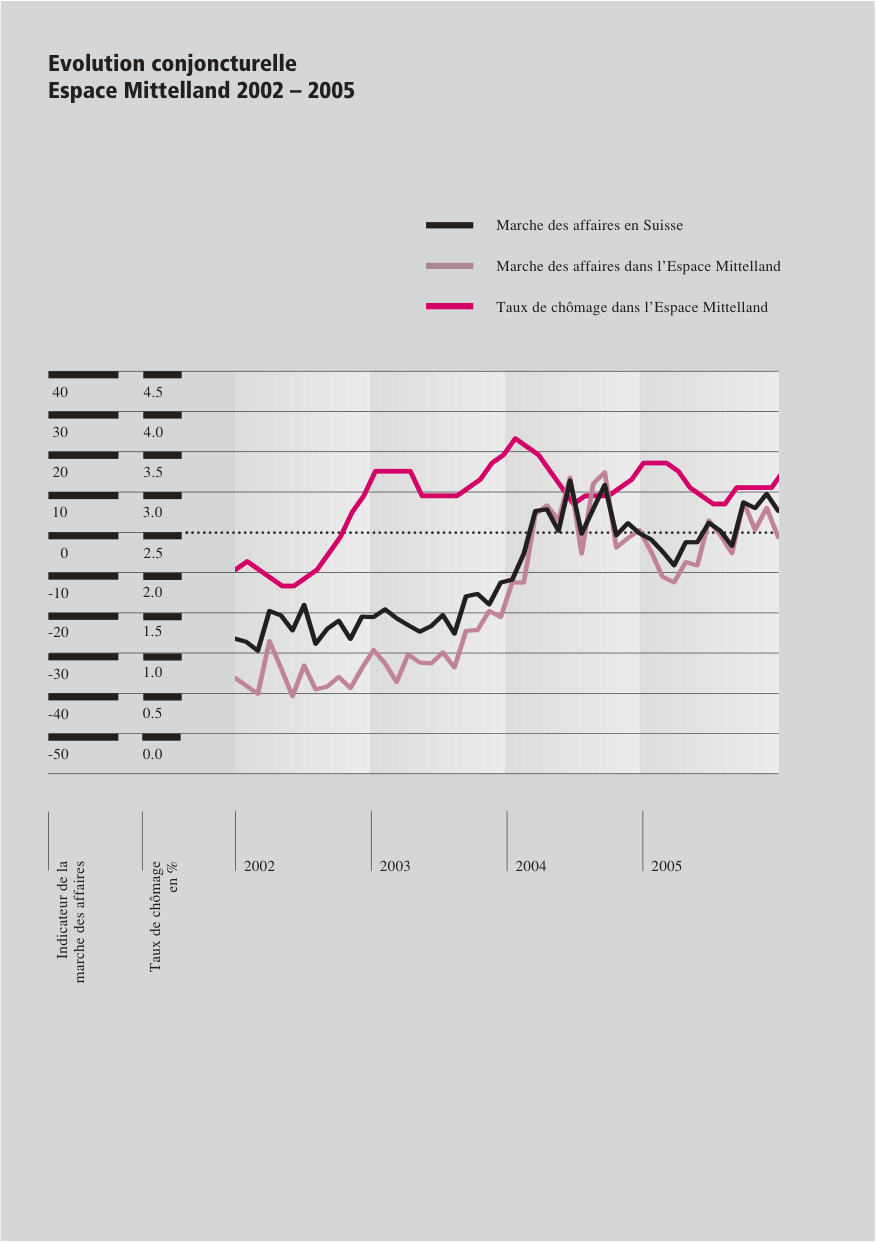 Evolution conjoncturelle
Espace Mittelland 2002 – 2005
Marche des affaires en Suisse
Marche des affaires dans l’Espace Mittelland
Taux de chômage dans l’Espace Mittelland
40 4.5
30 4.0
20 3.5
10 3.0
0 2.5
-10 2.0
-20 1.5
-30 1.0
-40 0.5
-50 0.0
2002 2003 2004 2005
Indicateur de la
marche des affaires
Taux de chômage
en %